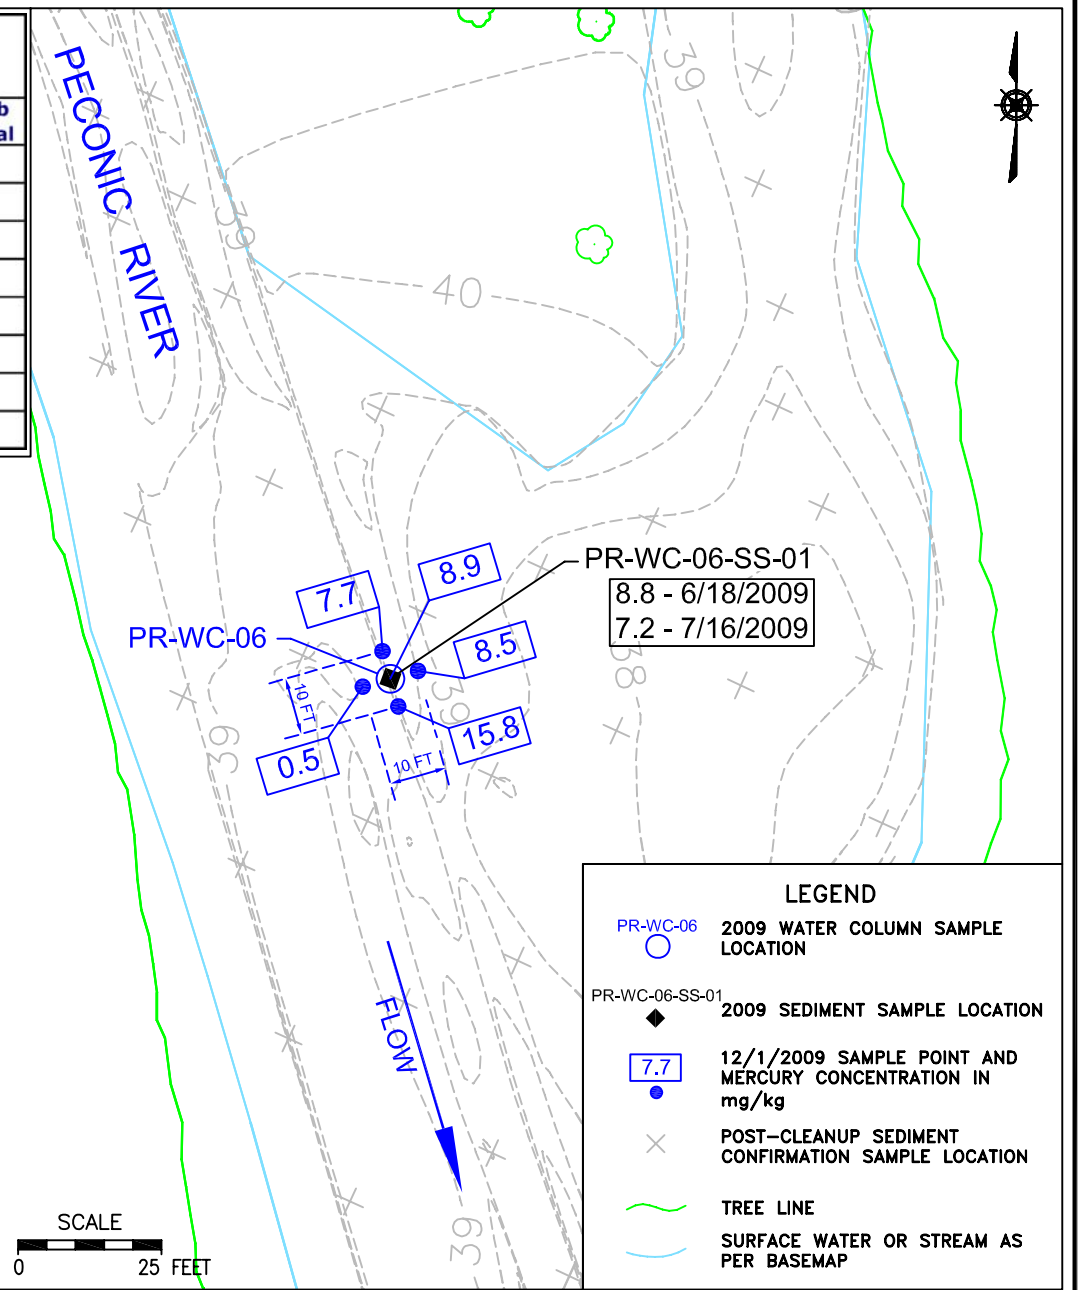 b
al
PECONIC RIVER
39
39
40
PR-WC-06-SS-01
8.8 - 6/18/2009
7.2 - 7/16/2009
8.9
7.7
PR-WC-06
8.5
38
39
10 FT
39
15.8
0.5
10 FT
FLOW
39
SCALE
0 25 FEET
LEGEND
PR-WC-06
2009 WATER COLUMN SAMPLE
LOCATION
PR-WC-06-SS-01
2009 SEDIMENT SAMPLE LOCATION
7.7
12/1/2009 SAMPLE POINT AND
MERCURY CONCENTRATION IN
mg/kg
POST-CLEANUP SEDIMENT
CONFIRMATION SAMPLE LOCATION
TREE LINE
SURFACE WATER OR STREAM AS
PER BASEMAP